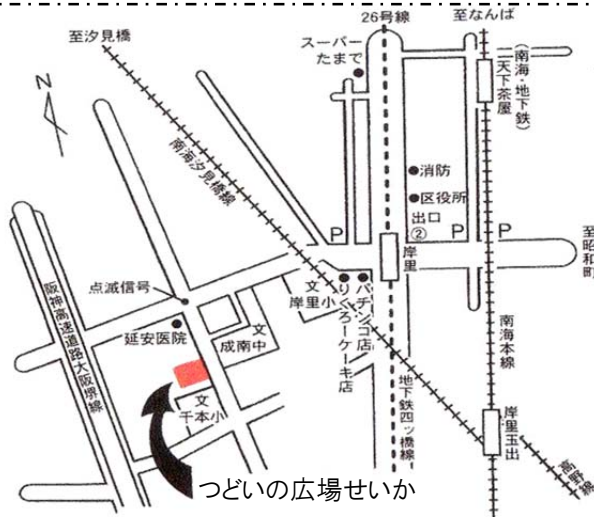 26号線
至なんば
至汐見橋
スーパー
たまで
(南海・地下鉄)
天下茶屋
N
南海汐見橋線
消防
区役所
出口
②
P
P
P
岸里
至昭和町
阪神高速道路大阪堺線
点滅信号
延安医院
文
岸里小
パチンコ店
りくろーケーキ店
文
成南中
南海本線
文
千本小
地下鉄四ッ橋線
岸里玉出
高野線
つどいの広場せいか